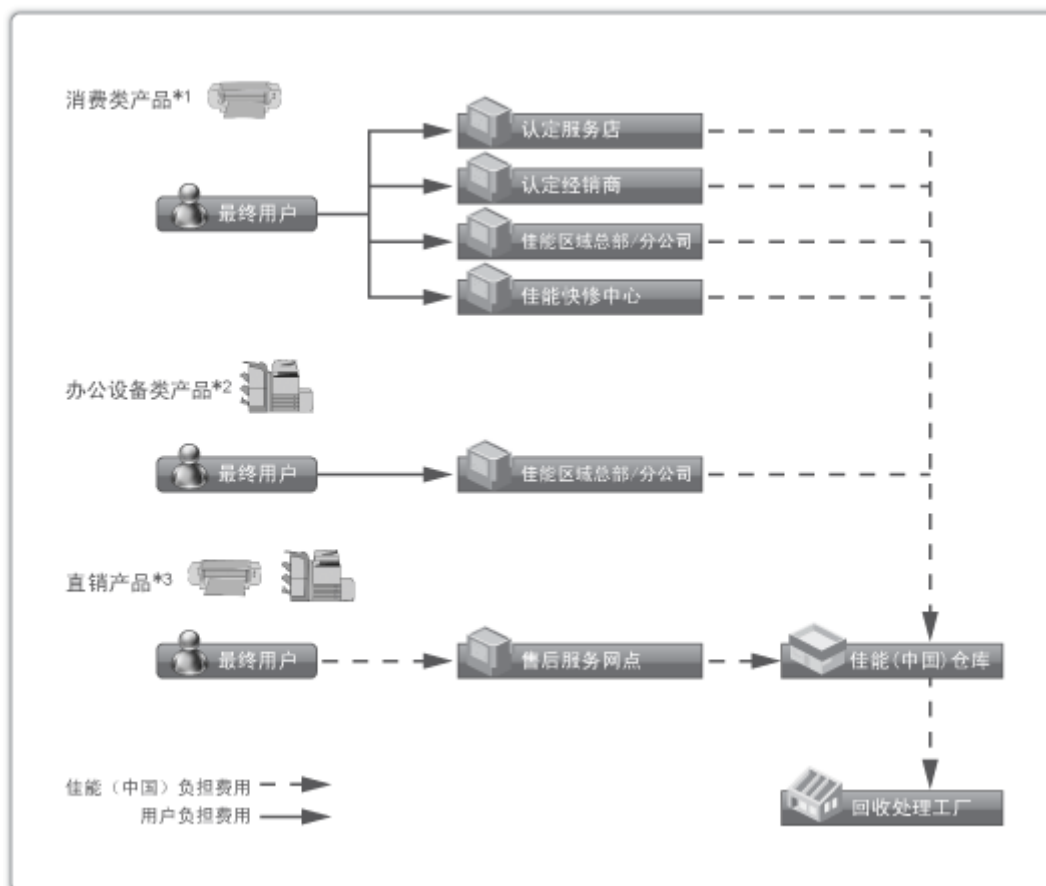 消费类产品*1
认定服务店
认定经销商
最终用户
佳能区域总部/分公司
佳能快修中心
办公设备类产品*2
最终用户
佳能区域总部/分公司
直销产品*3
最终用户
售后服务网点
佳能(中国)仓库
佳能（中国）负担费用
用户负担费用
回收处理工厂